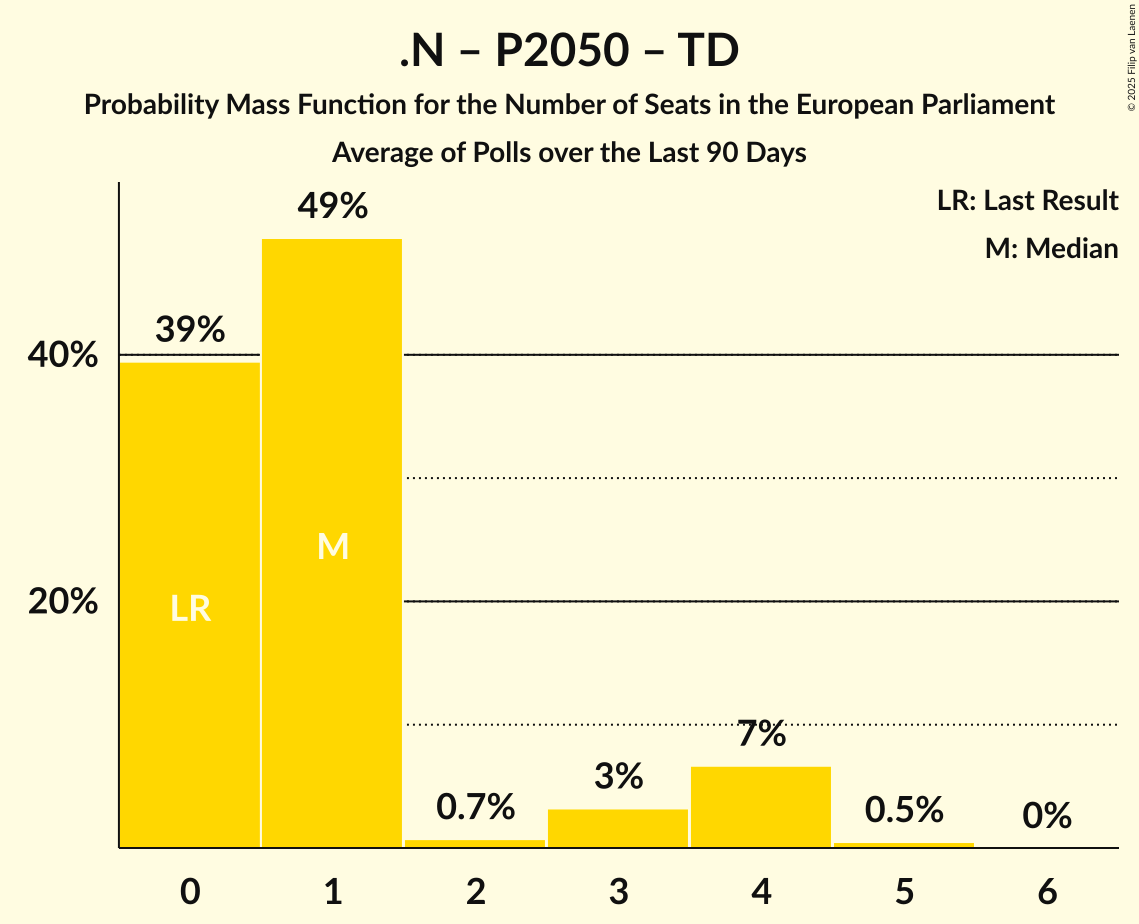 .N – P2050 – TD
Probability Mass Function for the Number of Seats in the European Parliament
Average of Polls over the Last 90 Days
© 2025 Filip van Laenen
LR: Last Result
M: Median
49%
39%
40%
M
LR
20%
7%
3%
0.7%
0.5%
0%
0 1 2 3 4 5 6